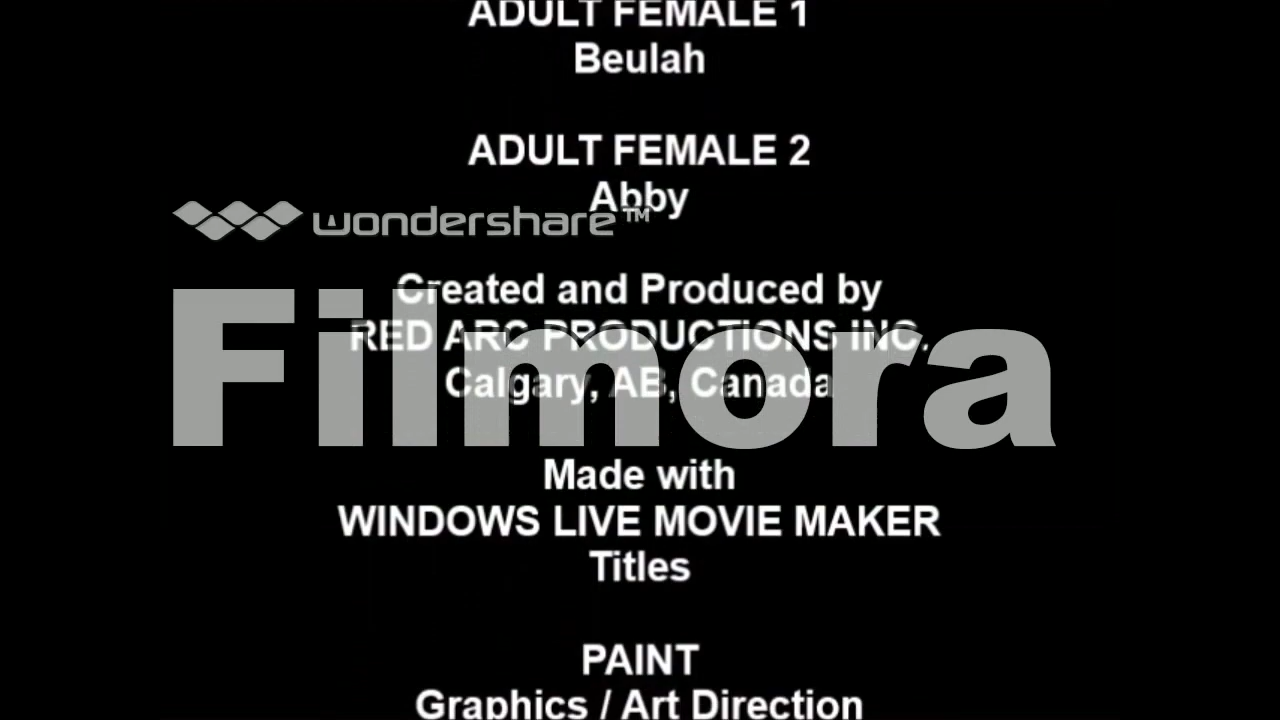 ADULT FEMALE 1
Beulah
ADULT FEMALE 2
Abby
wondershare™
Filmora
Created and Produced by
RED ARC PRODUCTIONS INC.
Calgary, AB, Canada
Made with
WINDOWS LIVE MOVIE MAKER
Titles
PAINT
Graphics / Art Direction